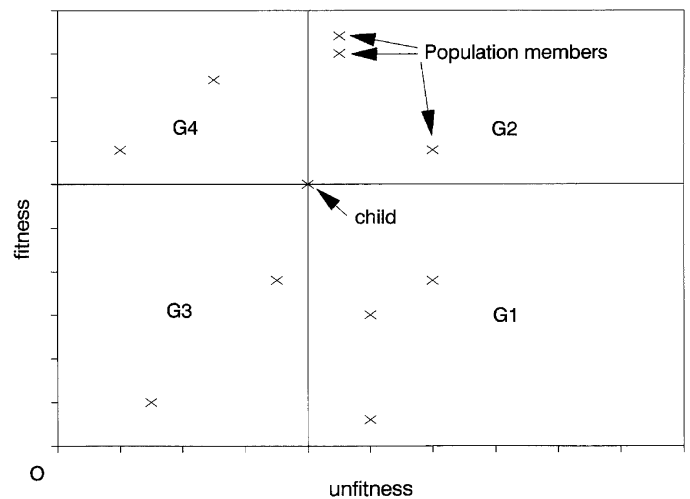 Population members
G4
G2
child
fitness
G3
G1
O
unfitness